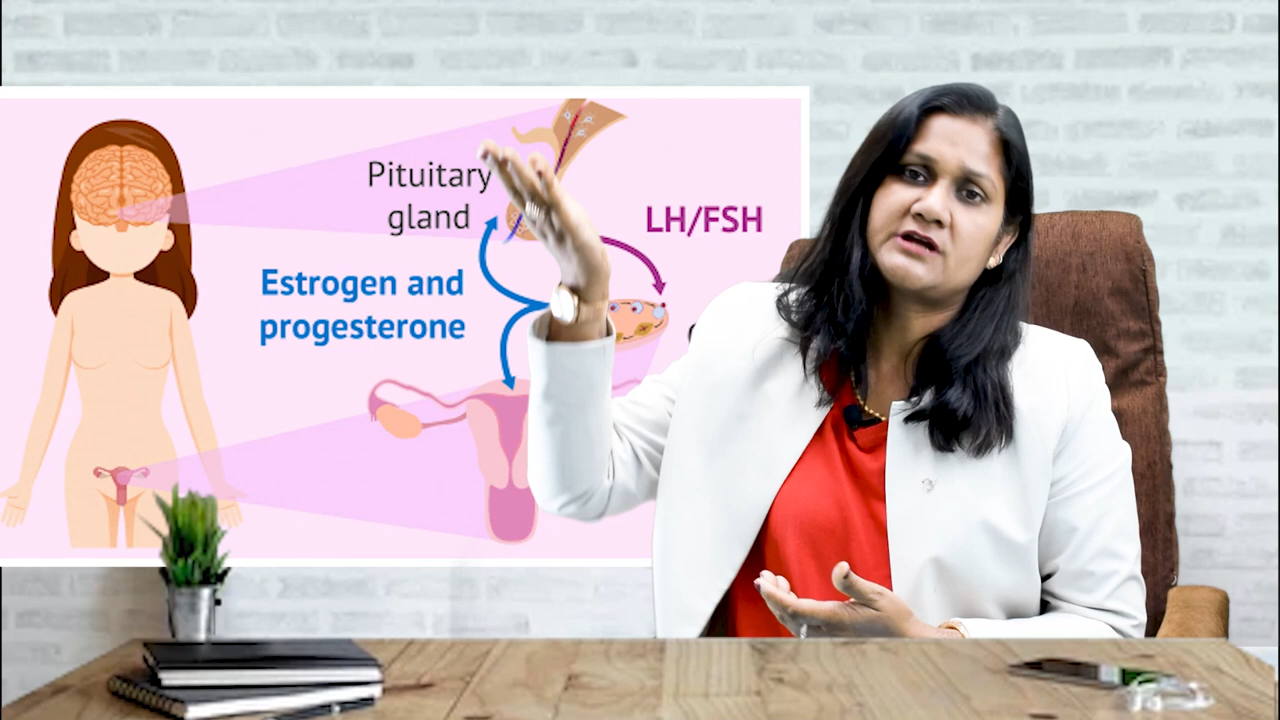 Pituitary
gland
LH/FSH
Estrogen and
progesterone